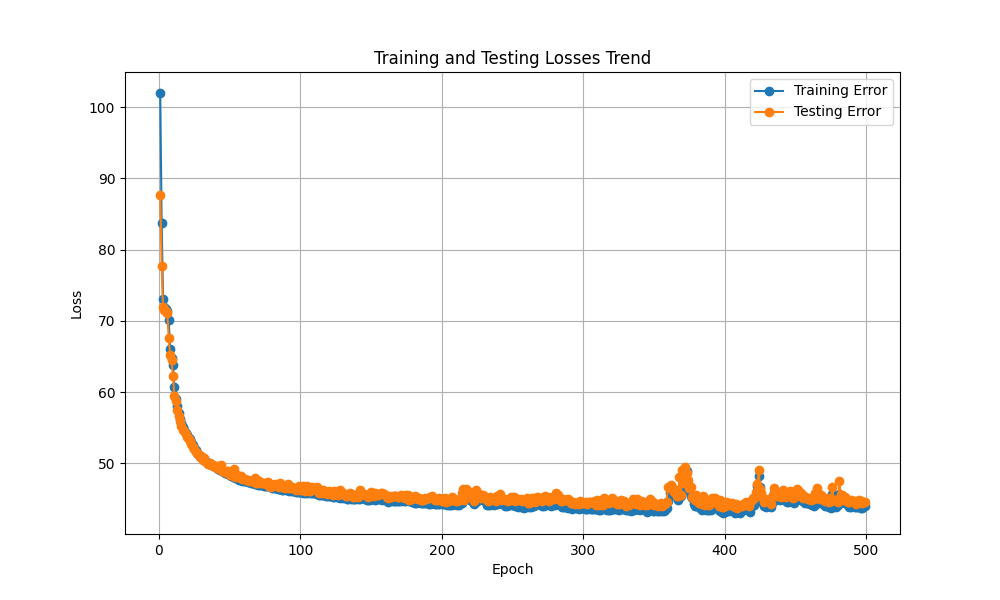 Training and Testing Losses Trend
Training Error
Testing Error
100
90
80
70
60
50
Loss
0
100
200
300
400
500
Epoch